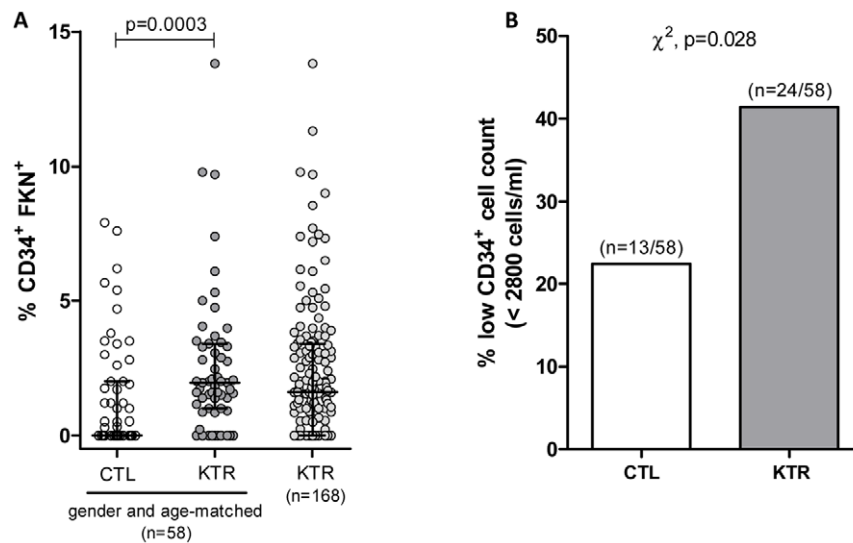 A
p=0.0003
15
10
5
0
% CD34⁺ FKN⁺
CTL
KTR
KTR
(n=168)
gender and age-matched
(n=58)
B
χ², p=0.028
50
40
30
20
10
0
% low CD34⁺ cell count
(< 2800 cells/ml)
(n=13/58)
(n=24/58)
CTL
KTR